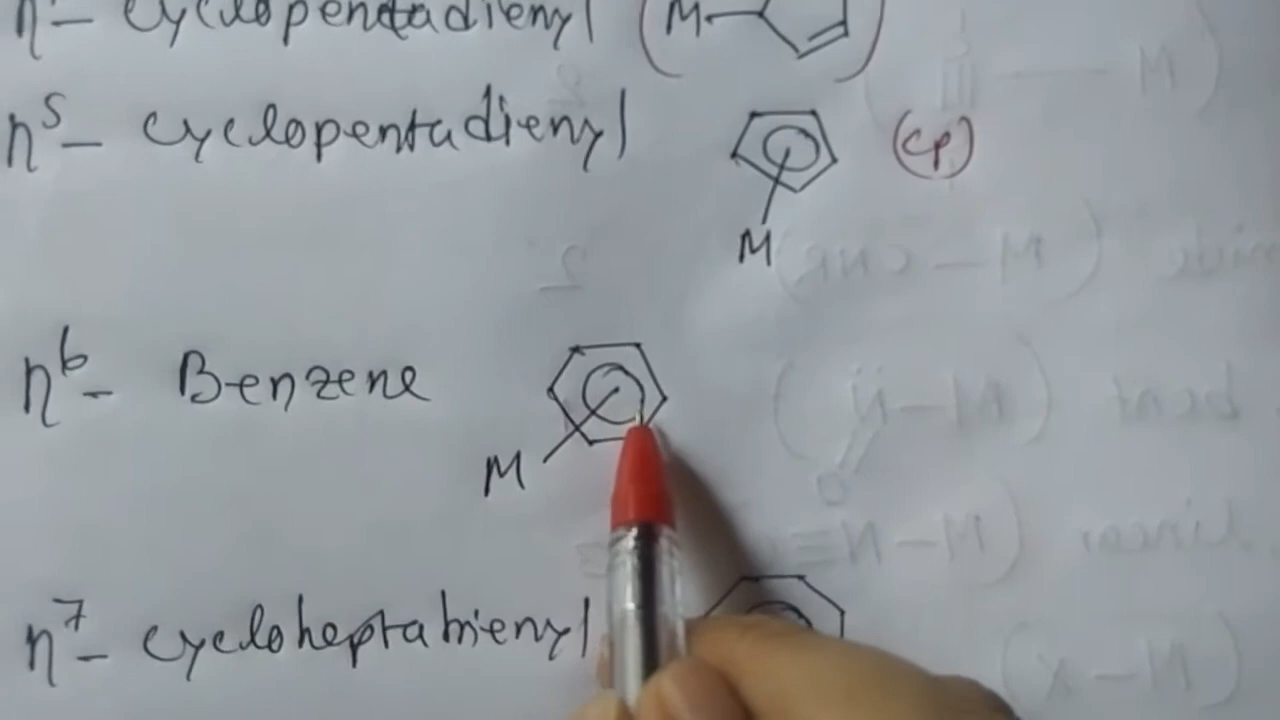 η¹- cyclopentadienyl (M
η⁵- cyclopentadienyl (Cp)
M
η⁶- Benzene
M
η⁷- cycloheptatrienyl